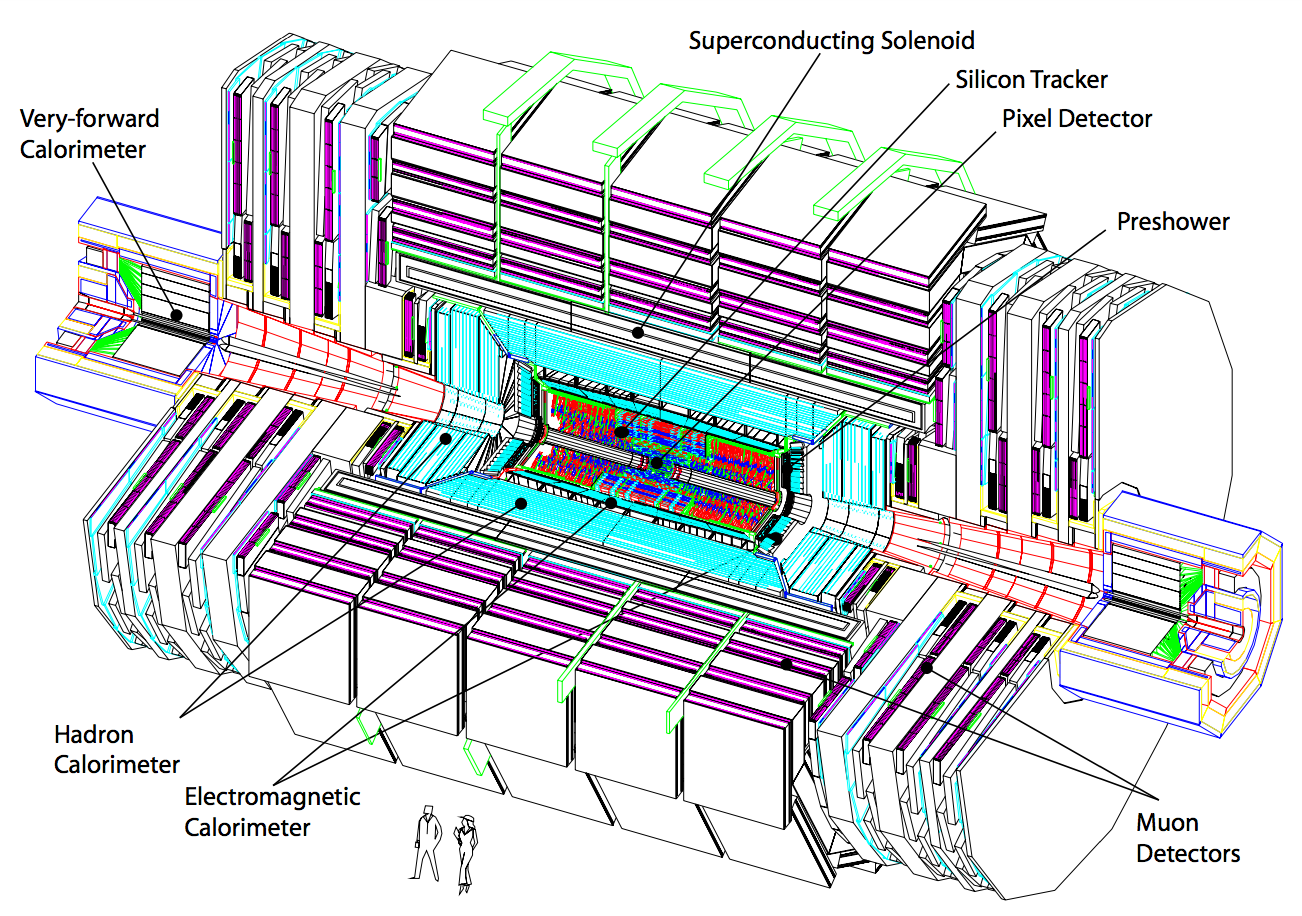 Superconducting Solenoid
Silicon Tracker
Pixel Detector
Very-forward
Calorimeter
Preshower
Hadron
Calorimeter
Electromagnetic
Calorimeter
Muon
Detectors